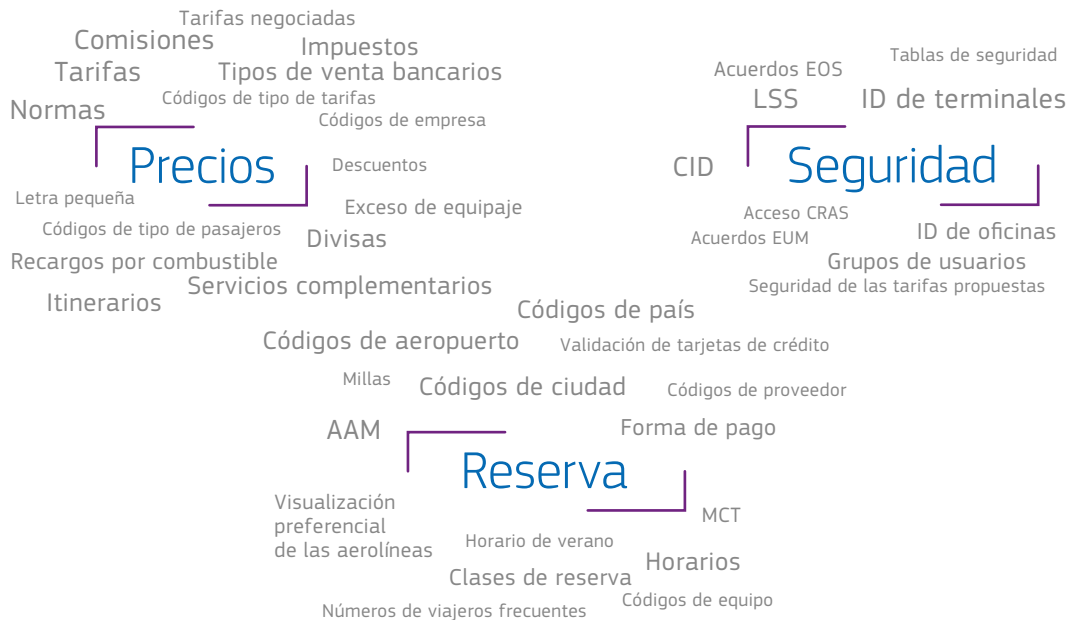 Tarifas negociadas
Comisiones
Impuestos
Tarifas
Tipos de venta bancarios
Normas
Códigos de tipo de tarifas
Códigos de empresa
Precios
Descuentos
Letra pequeña
Exceso de equipaje
Códigos de tipo de pasajeros
Divisas
Recargos por combustible
Servicios complementarios
Itinerarios
Tablas de seguridad
Acuerdos EOS
LSS
ID de terminales
CID
Seguridad
Acceso CRAS
Acuerdos EUM
ID de oficinas
Grupos de usuarios
Seguridad de las tarifas propuestas
Códigos de país
Códigos de aeropuerto
Validación de tarjetas de crédito
Millas
Códigos de ciudad
Códigos de proveedor
AAM
Forma de pago
Reserva
Visualización
preferencial
de las aerolíneas
MCT
Horario de verano
Horarios
Clases de reserva
Códigos de equipo
Números de viajeros frecuentes